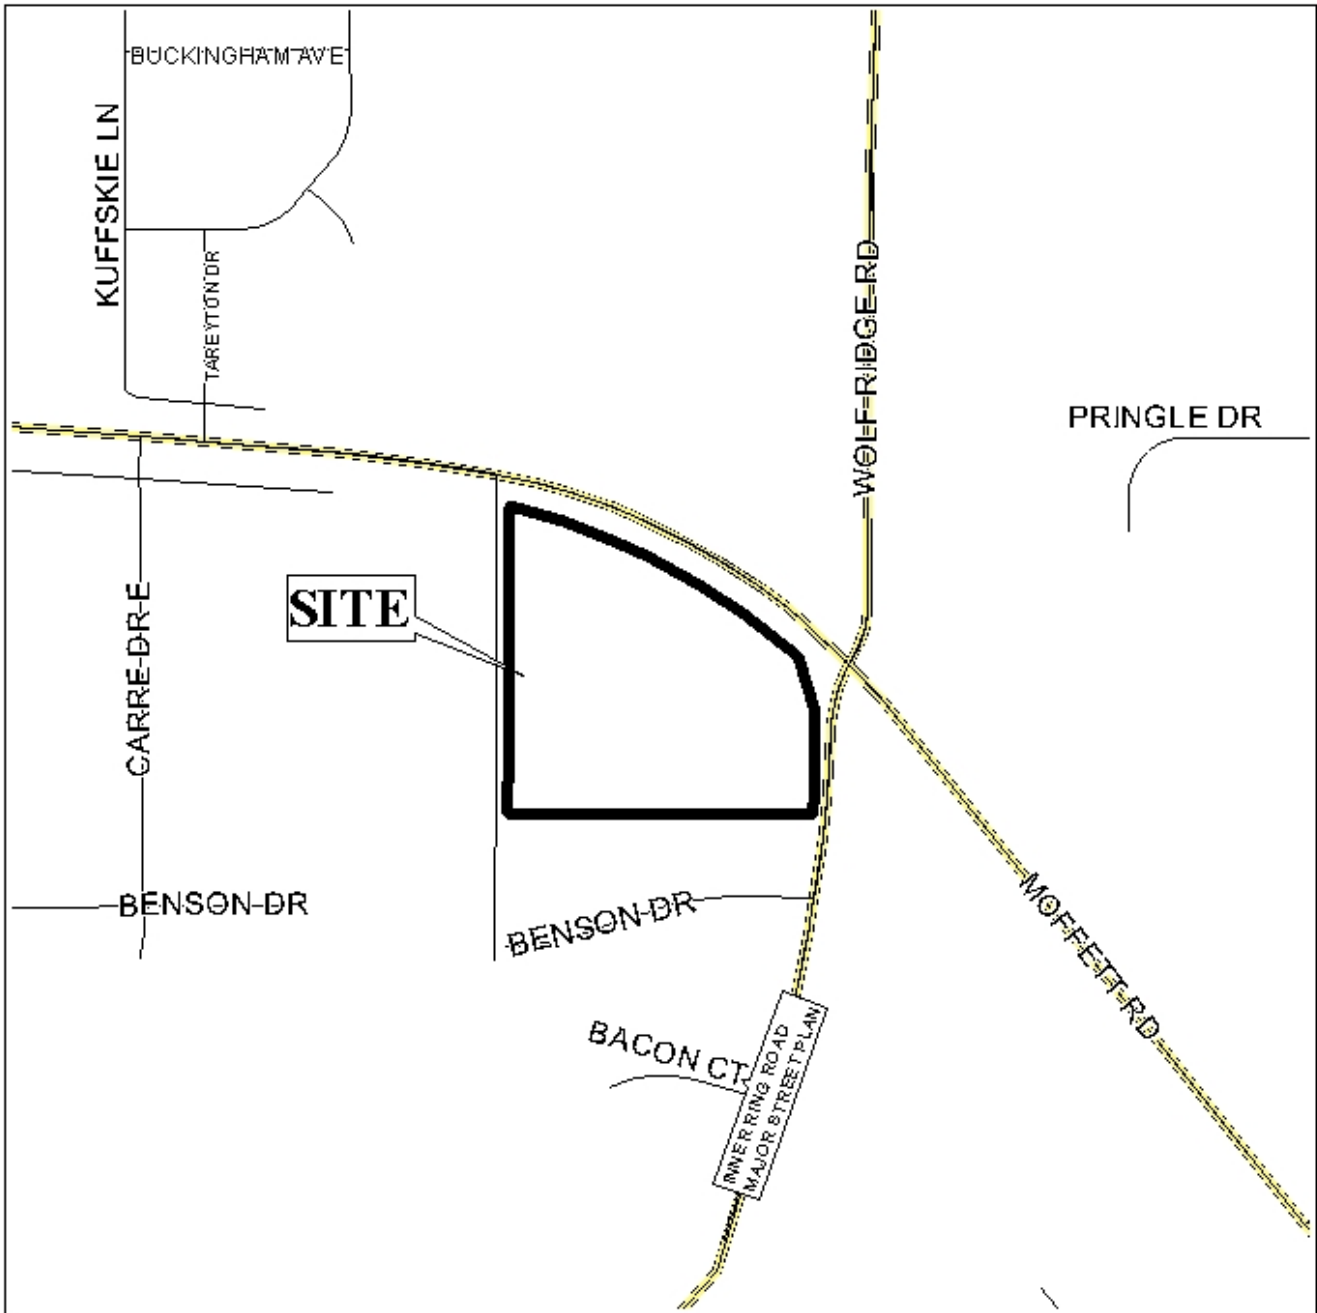 BUCKINGHAM AVE
KUFFSKIE LN
TAREYTON DR
WOLF RIDGE RD
PRINGLE DR
SITE
CARRE DR E
BENSON DR
BENSON DR
MOFFETT RD
BACON CT
INNER RING ROAD
MAJOR STREET PLAN